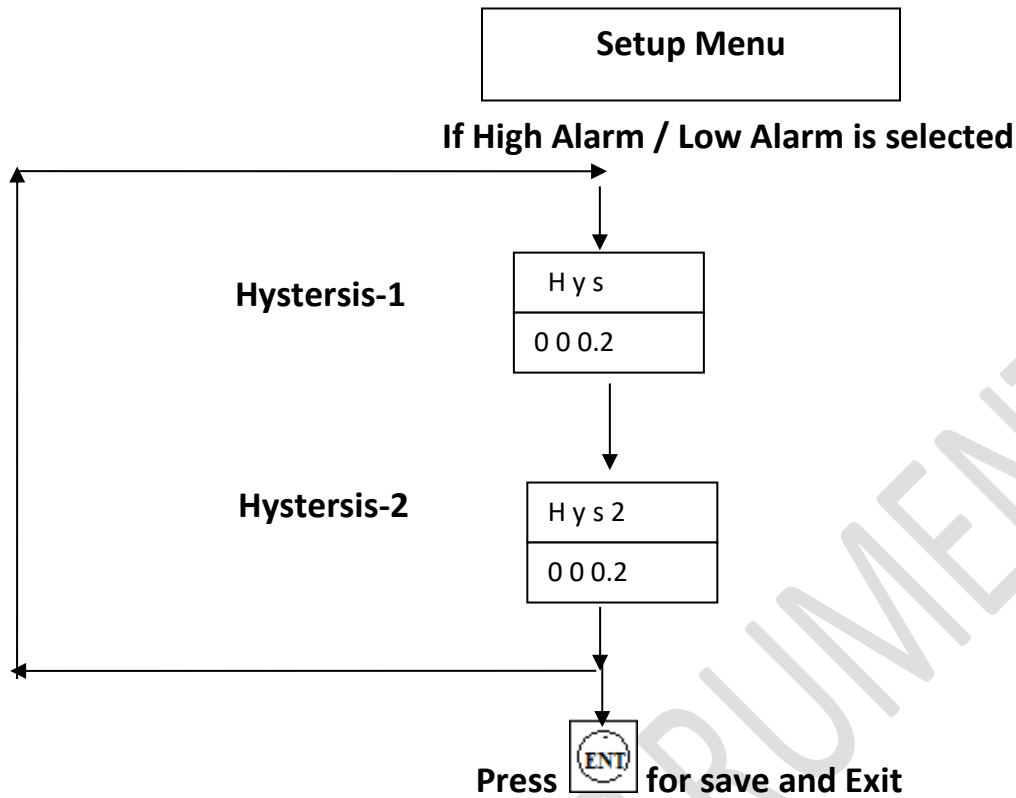 Setup Menu
If High Alarm / Low Alarm is selected
Hystersis-1
H y s
0 0 0.2
Hystersis-2
H y s 2
0 0 0.2
Press ENT for save and Exit